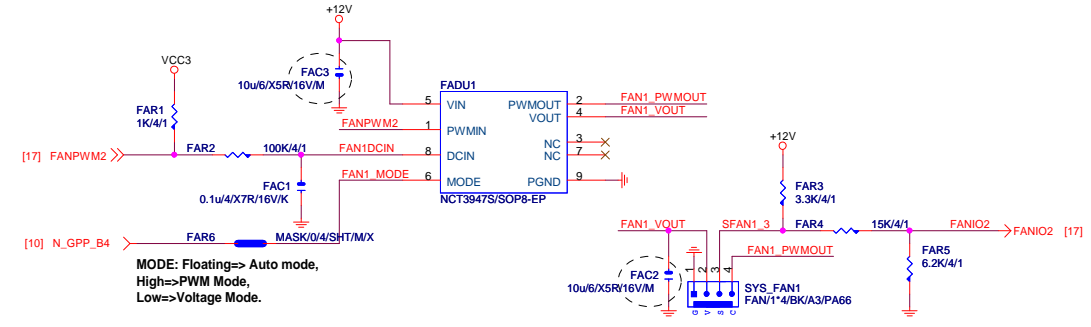 +12V
VCC3
FAC3
10u/6/X5R/16V/M
FADU1
FAR1
1K/4/1
5 VIN PWMOUT 2 FAN1_PWMOUT
VOUT 4 FAN1_VOUT
FANPWM2 1 PWMIN
NC 3
[17] FANPWM2 FAR2 100K/4/1 FAN1DCIN 8 DCIN NC 7
+12V
FAN1_MODE 6 MODE PGND 9
FAC1
0.1u/4/X7R/16V/K
NCT3947S/SOP8-EP
FAR3
3.3K/4/1
FAN1_VOUT SFAN1_3 FAR4 15K/4/1 FANIO2 FANIO2 [17]
[10] N_GPP_B4 FAR6 MASK/0/4/SHT/M/X
FAN1_PWMOUT
FAR5
6.2K/4/1
MODE: Floating=> Auto mode,
High=>PWM Mode,
Low=>Voltage Mode.
1 2 3 4
FAC2
10u/6/X5R/16V/M
SYS_FAN1
FAN/1*4/BK/A3/PA66
G V S C